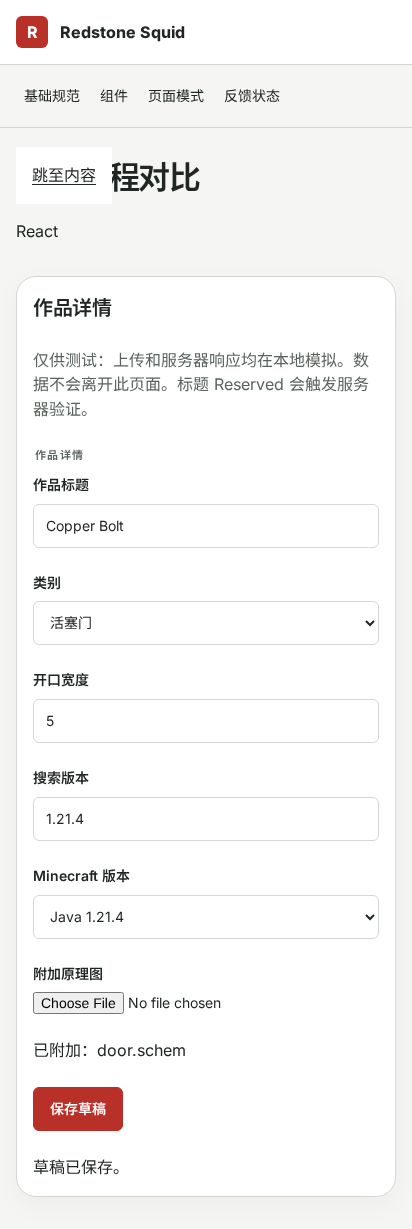 R Redstone Squid
基础规范 组件 页面模式 反馈状态
跳至内容
程对比
React
作品详情
仅供测试：上传和服务器响应均在本地模拟。数
据不会离开此页面。标题 Reserved 会触发服务
器验证。
作品详情
作品标题
Copper Bolt
类别
活塞门
开口宽度
5
搜索版本
1.21.4
Minecraft 版本
Java 1.21.4
附加原理图
Choose File No file chosen
已附加：door.schem
保存草稿
草稿已保存。